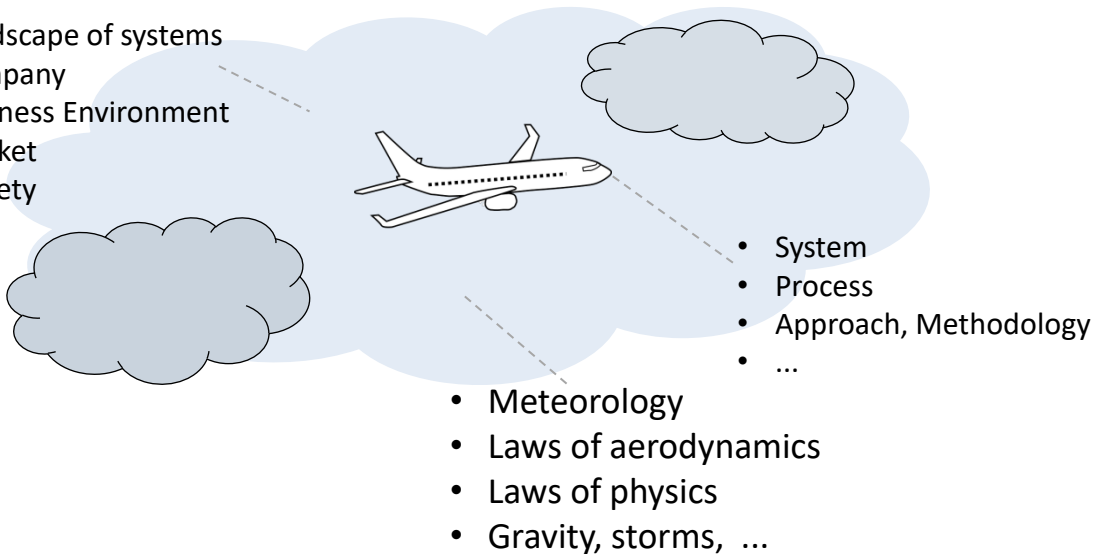 dscape of systems
pany
ness Environment
ket
ety
• System
• Process
• Approach, Methodology
• ...
• Meteorology
• Laws of aerodynamics
• Laws of physics
• Gravity, storms, ...